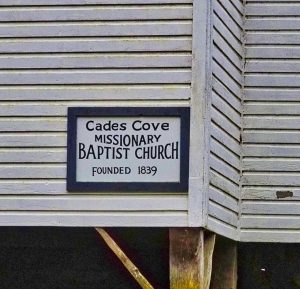 Cades Cove
MISSIONARY
BAPTIST CHURCH
FOUNDED 1839